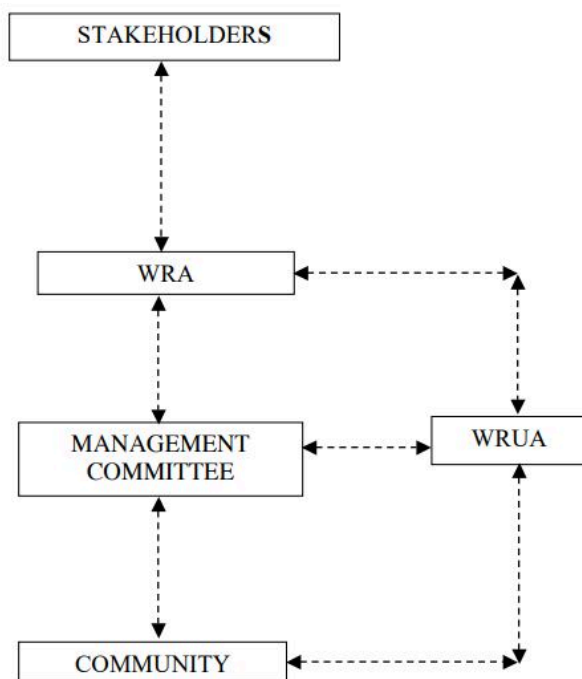 STAKEHOLDERS
WRA
MANAGEMENT
COMMITTEE
WRUA
COMMUNITY